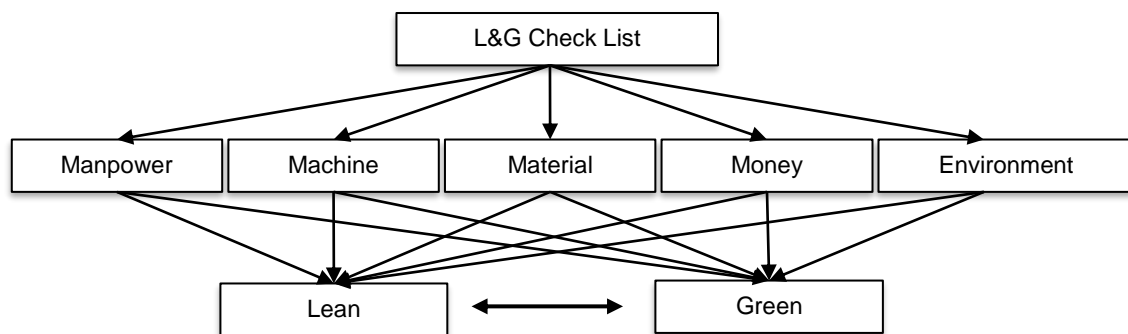 L&G Check List
Manpower
Machine
Material
Money
Environment
Lean
Green